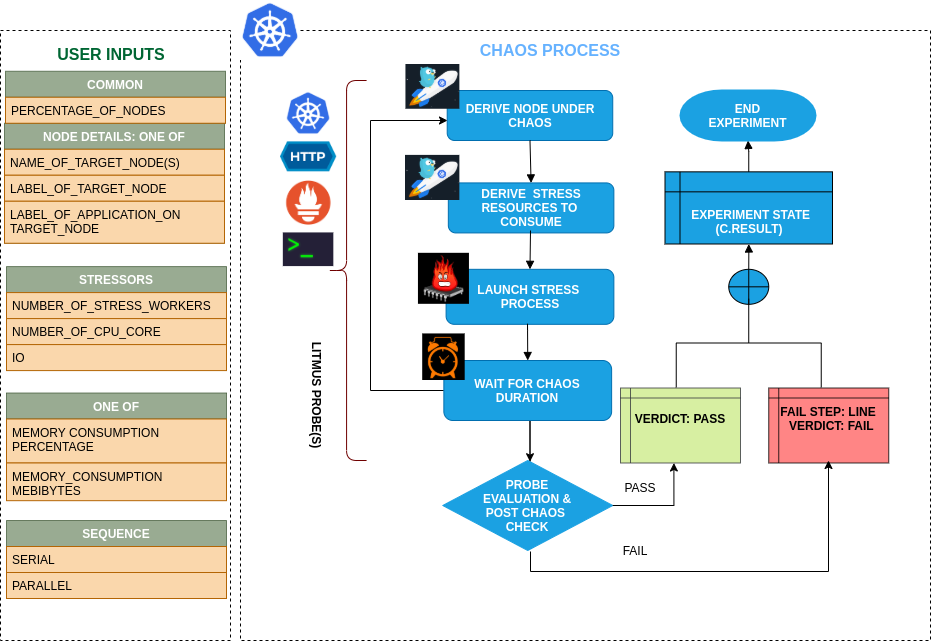 USER INPUTS
COMMON
PERCENTAGE_OF_NODES
NODE DETAILS: ONE OF
NAME_OF_TARGET_NODE(S)
LABEL_OF_TARGET_NODE
LABEL_OF_APPLICATION_ON
TARGET_NODE
STRESSORS
NUMBER_OF_STRESS_WORKERS
NUMBER_OF_CPU_CORE
IO
ONE OF
MEMORY CONSUMPTION
PERCENTAGE
MEMORY_CONSUMPTION
MEBIBYTES
SEQUENCE
SERIAL
PARALLEL
CHAOS PROCESS
HTTP
>_
LITMUS PROBE(S)
DERIVE NODE UNDER
CHAOS
DERIVE STRESS
RESOURCES TO
CONSUME
LAUNCH STRESS
PROCESS
WAIT FOR CHAOS
DURATION
PROBE
EVALUATION &
POST CHAOS
CHECK
PASS
FAIL
VERDICT: PASS
FAIL STEP: LINE
VERDICT: FAIL
EXPERIMENT STATE
(C.RESULT)
END
EXPERIMENT